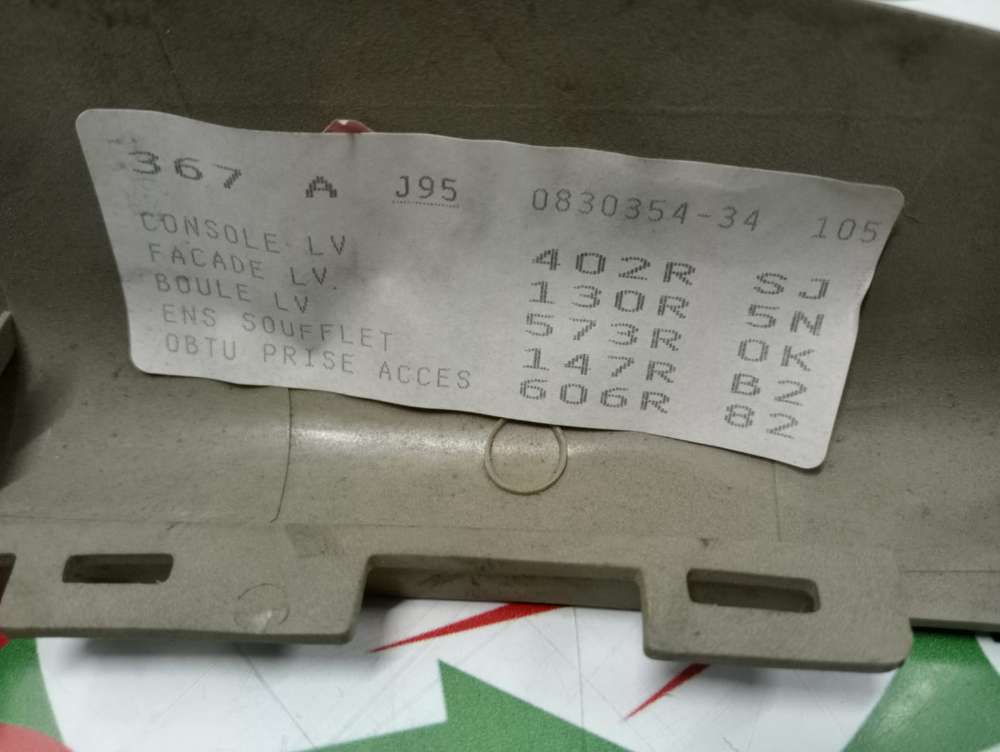 367 A J95 0830354-34 105
CONSOLE LV 402R SJ
FACADE LV. 130R 5N
BOULE LV 573R 0K
ENS SOUFFLET 147R B2
OBTU PRISE ACCES 606R 82